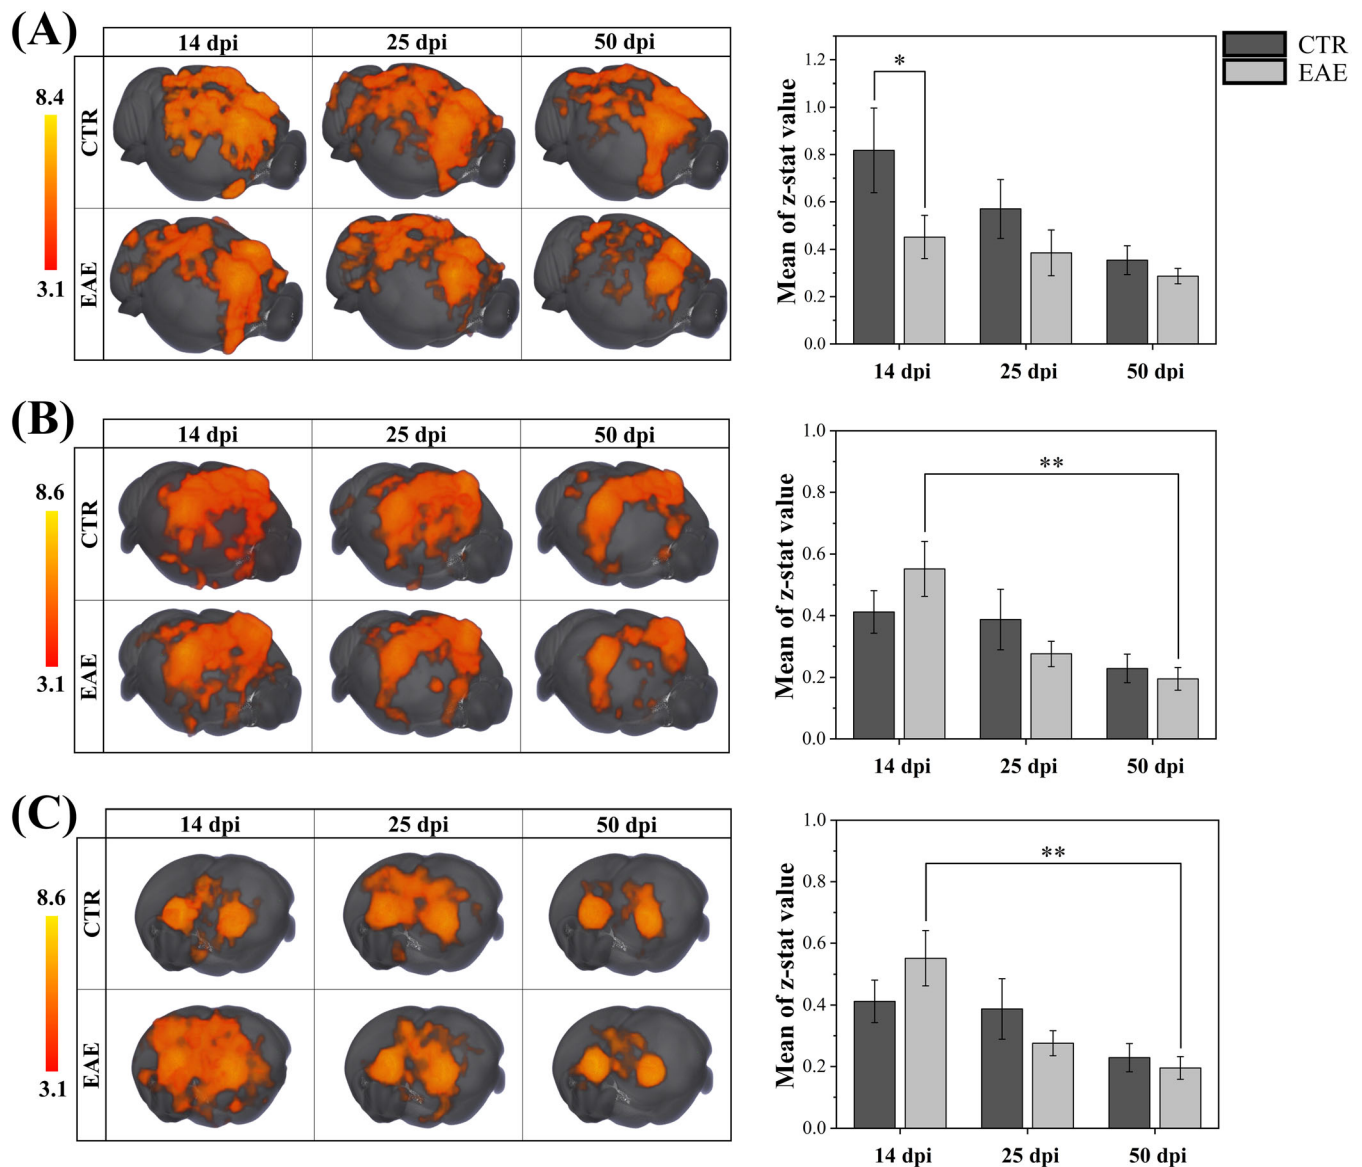 (A)
14 dpi 25 dpi 50 dpi
8.4
3.1
CTR
EAE
Mean of z-stat value
1.2
1.0
0.8
0.6
0.4
0.2
0.0
*
14 dpi 25 dpi 50 dpi
CTR
EAE
(B)
14 dpi 25 dpi 50 dpi
8.6
3.1
CTR
EAE
Mean of z-stat value
1.0
0.8
0.6
0.4
0.2
0.0
**
14 dpi 25 dpi 50 dpi
(C)
14 dpi 25 dpi 50 dpi
8.6
3.1
CTR
EAE
Mean of z-stat value
1.0
0.8
0.6
0.4
0.2
0.0
**
14 dpi 25 dpi 50 dpi